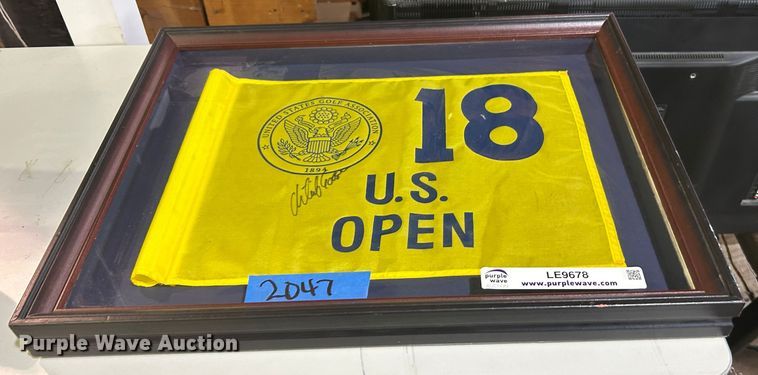 UNITED STATES GOLF ASSOCIATION
1894
18
U.S.
OPEN
2047
purple wave
LE9678
www.purplewave.com
Purple Wave Auction